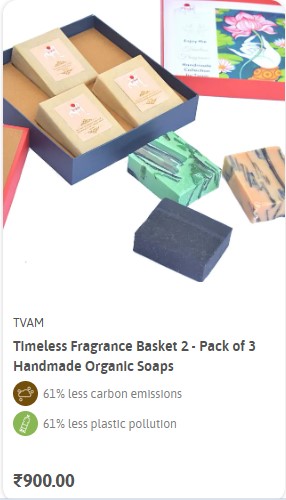 TVAM
Timeless Fragrance Basket 2 - Pack of 3
Handmade Organic Soaps
61% less carbon emissions
61% less plastic pollution
₹900.00